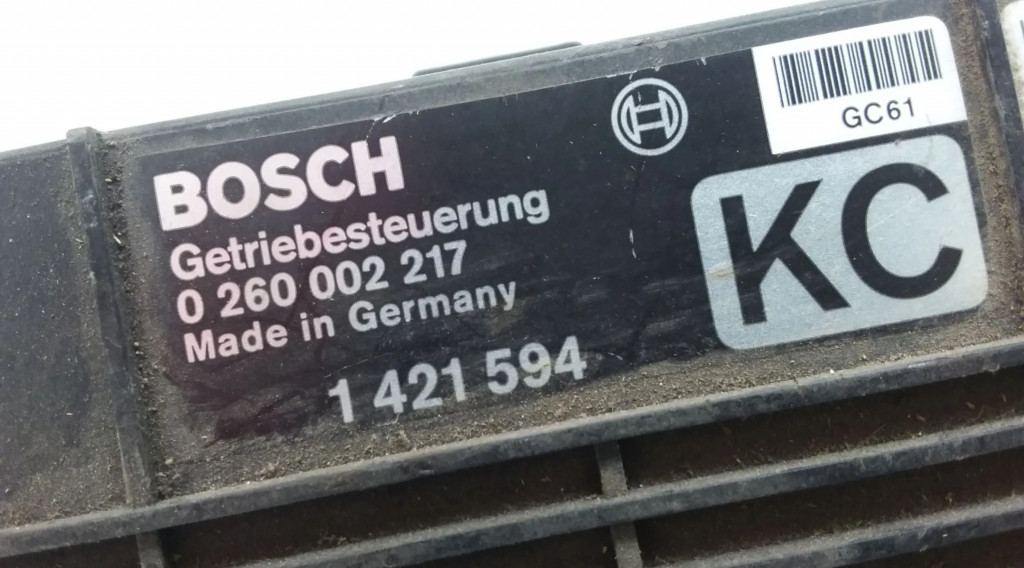 BOSCH
Getriebesteuerung
0 260 002 217
Made in Germany
1 421 594
GC61
KC